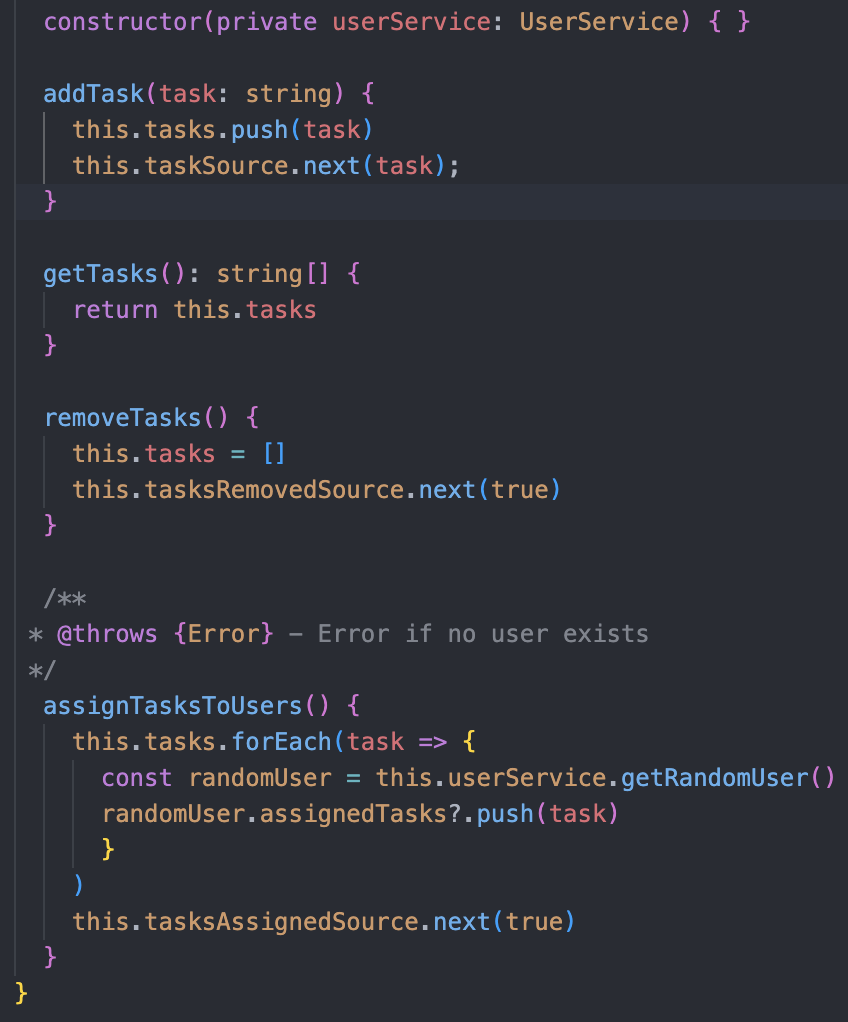 constructor(private userService: UserService) { }
addTask(task: string) {
this.tasks.push(task)
this.taskSource.next(task);
}
getTasks(): string[] {
return this.tasks
}
removeTasks() {
this.tasks = []
this.tasksRemovedSource.next(true)
}
/**
* @throws {Error} – Error if no user exists
*/
assignTasksToUsers() {
this.tasks.forEach(task => {
const randomUser = this.userService.getRandomUser()
randomUser.assignedTasks?.push(task)
}
)
this.tasksAssignedSource.next(true)
}
}